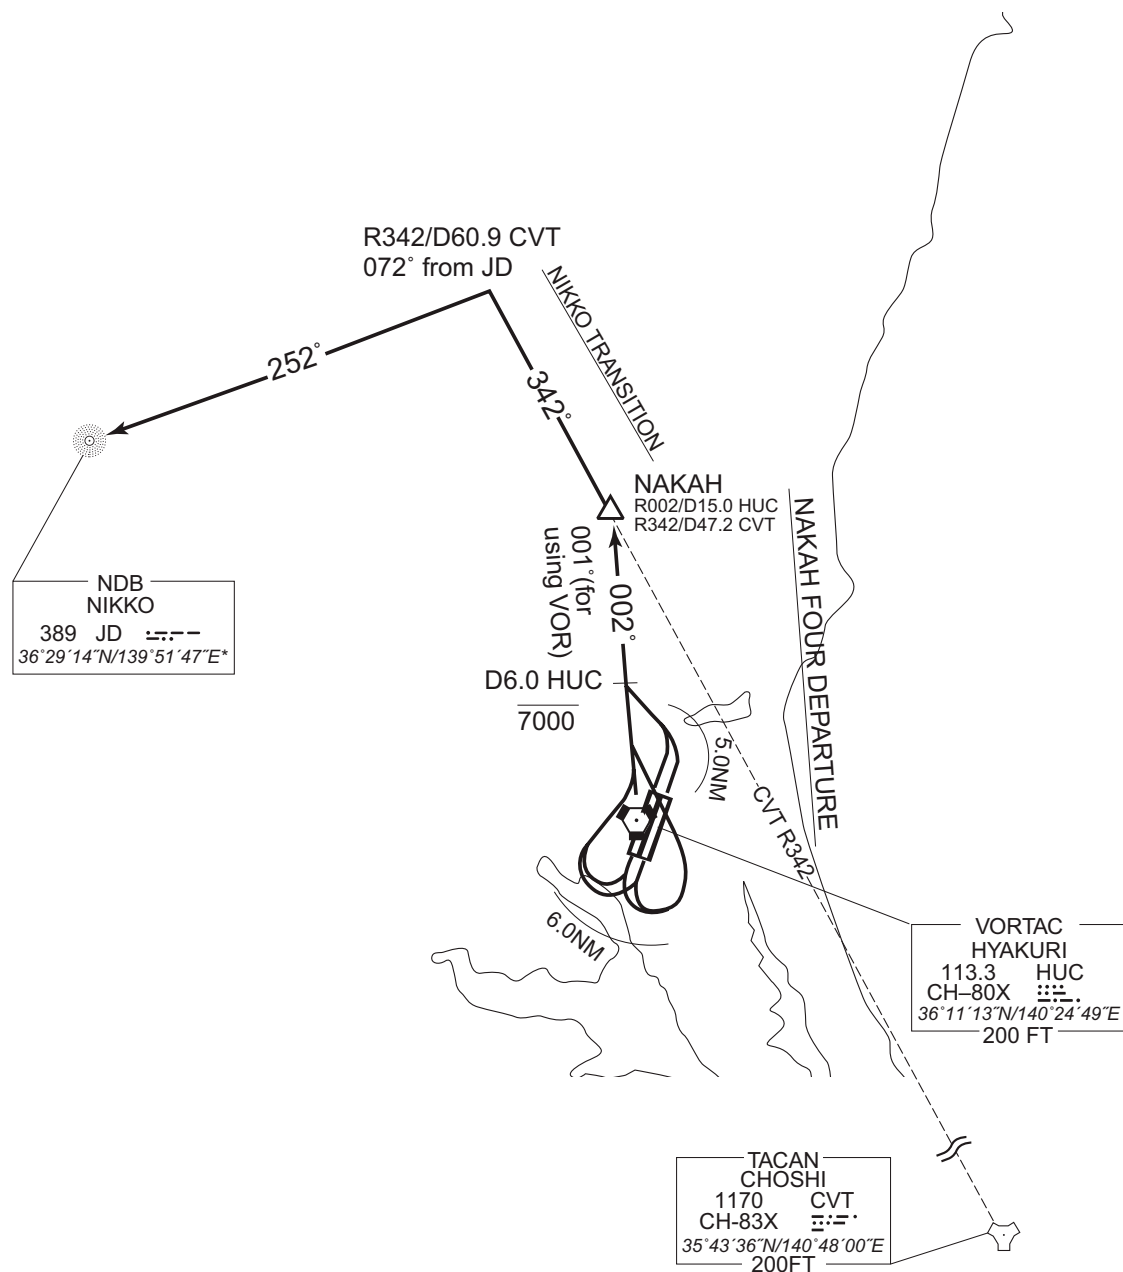 R342/D60.9 CVT
072° from JD
NIKKO TRANSITION
252°
342°
NAKAH
R002/D15.0 HUC
R342/D47.2 CVT
001° (for
using VOR)
002°
NAKAH FOUR DEPARTURE
NDB
NIKKO
389 JD
36°29´14˝N/139°51´47˝E*
D6.0 HUC
7000
5.0NM
CVT R342
6.0NM
VORTAC
HYAKURI
113.3 HUC
CH–80X
36°11´13˝N/140°24´49˝E
200 FT
TACAN
CHOSHI
1170 CVT
CH-83X
35°43´36˝N/140°48´00˝E
200FT